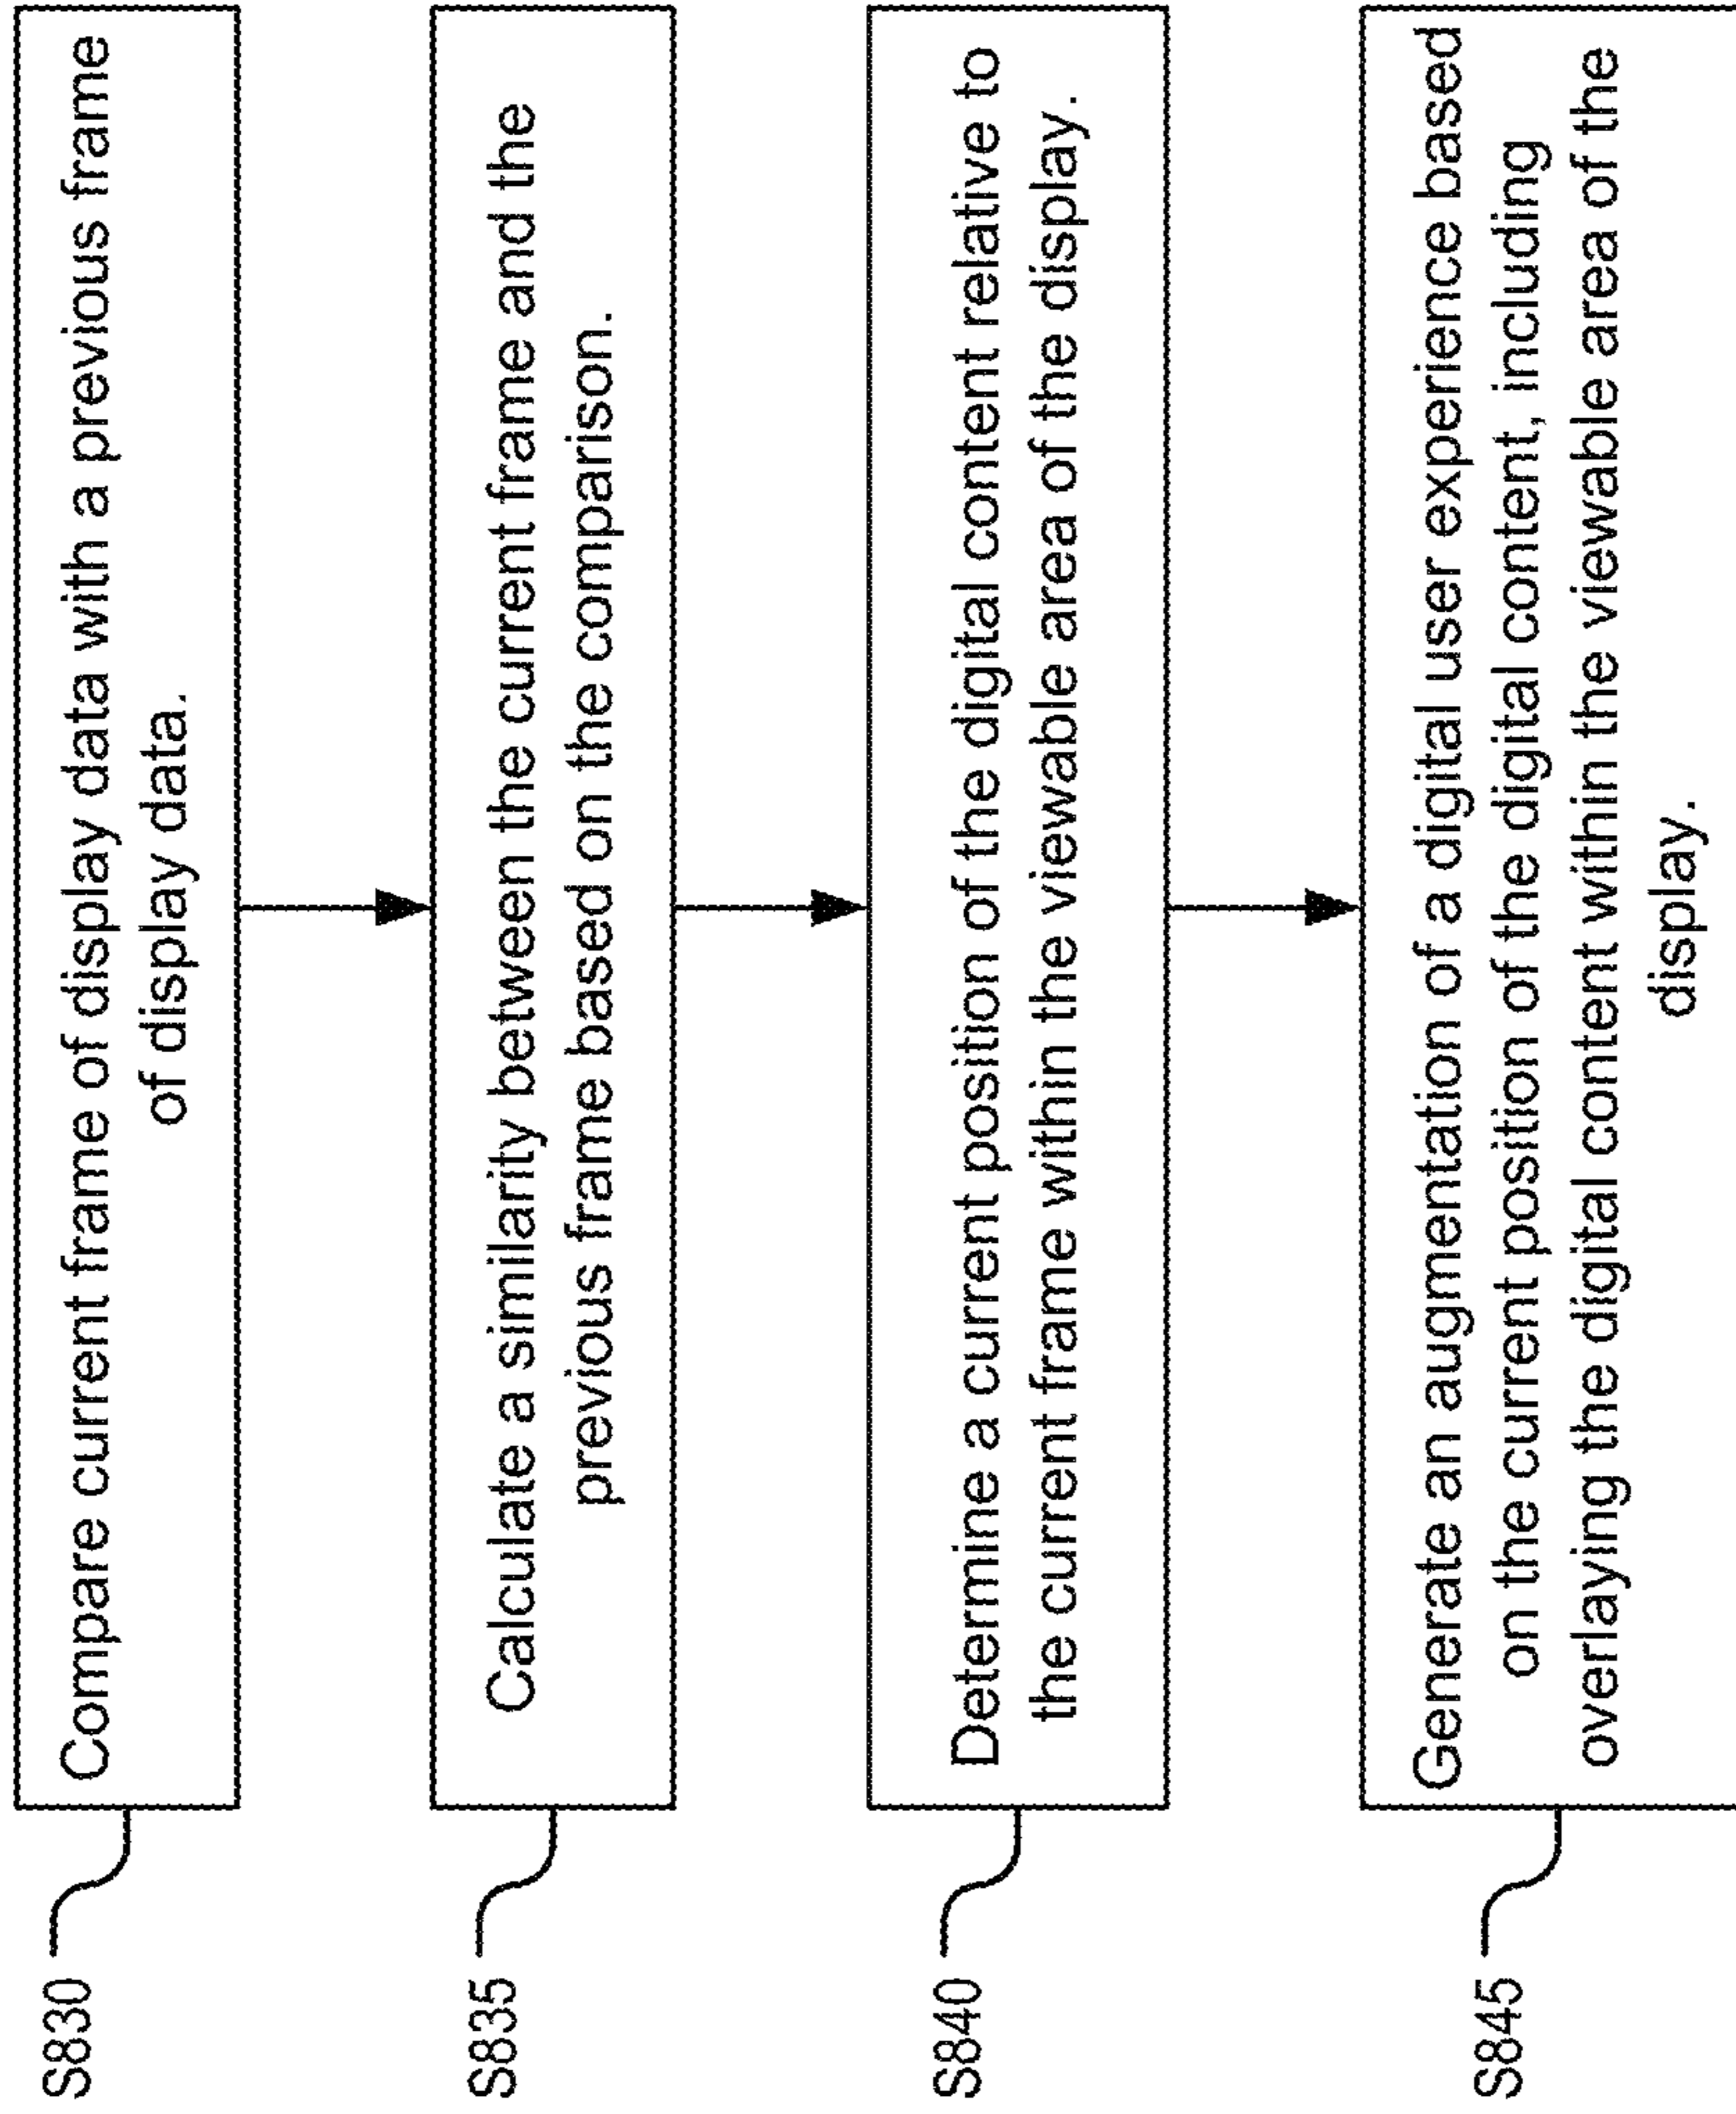 S830
Compare current frame of display data with a previous frame
of display data.
S835
Calculate a similarity between the current frame and the
previous frame based on the comparison.
S840
Determine a current position of the digital content relative to
the current frame within the viewable area of the display.
S845
Generate an augmentation of a digital user experience based
on the current position of the digital content, including
overlaying the digital content within the viewable area of the
display.